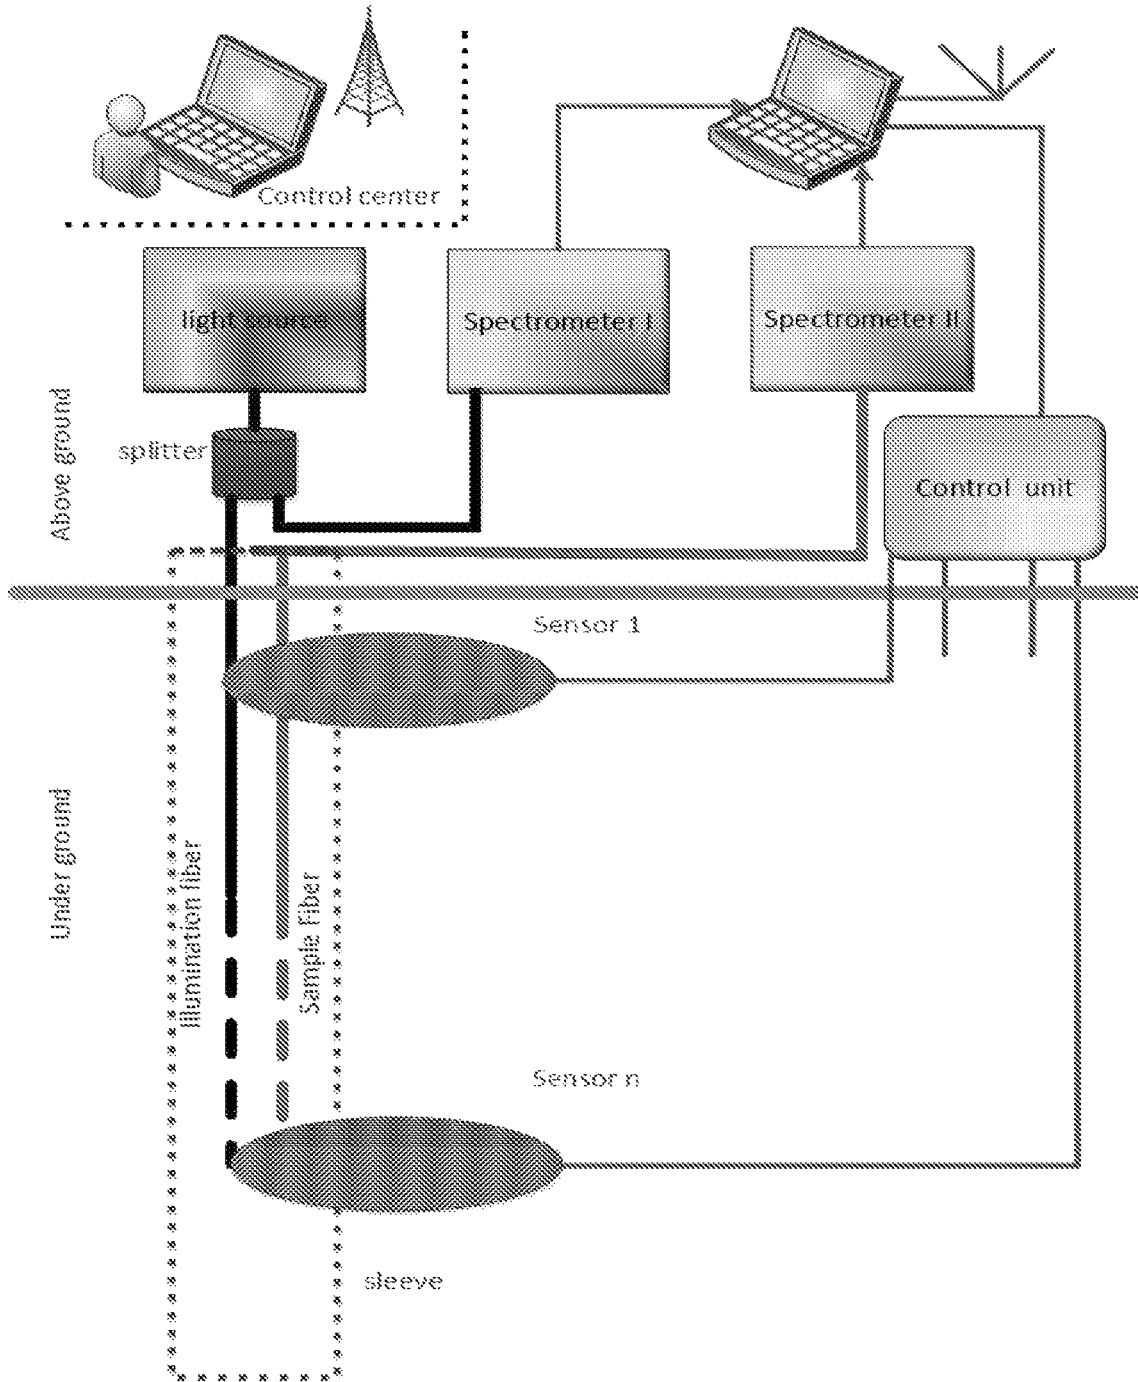 Control center
light source
Spectrometer I
Spectrometer II
splitter
Above ground
Control unit
Sensor 1
Under ground
Illumination fiber
Sample Fiber
Sensor n
sleeve